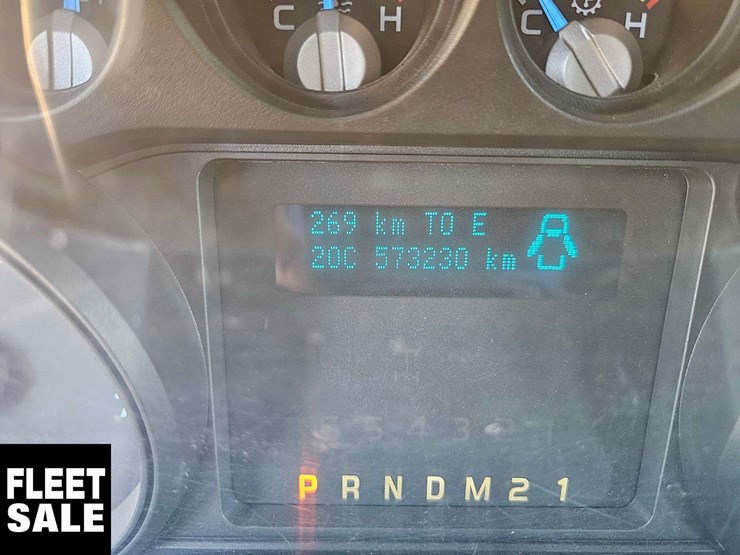 C H
C H
269 km TO E
20C 573230 km
P R N D M 2 1
FLEET
SALE